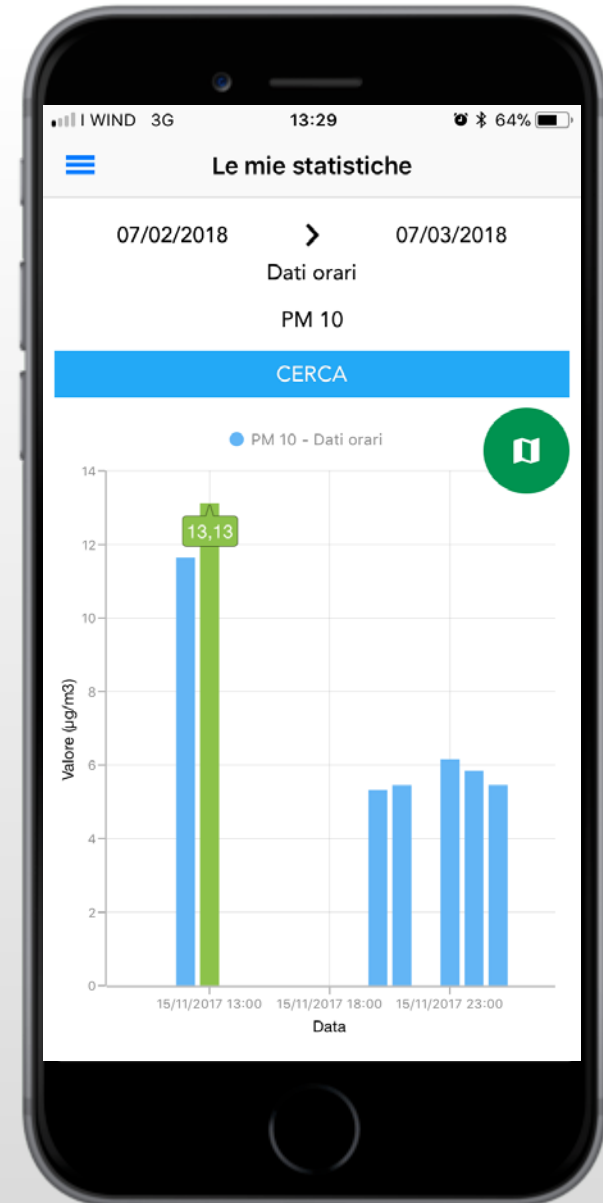 WIND 3G 13:29 64%
Le mie statistiche
07/02/2018 07/03/2018
Dati orari
PM 10
CERCA
PM 10 - Dati orari
14
13,13
12
10
8
Valore (µg/m3)
6
4
2
0
15/11/2017 13:00 15/11/2017 18:00 15/11/2017 23:00
Data